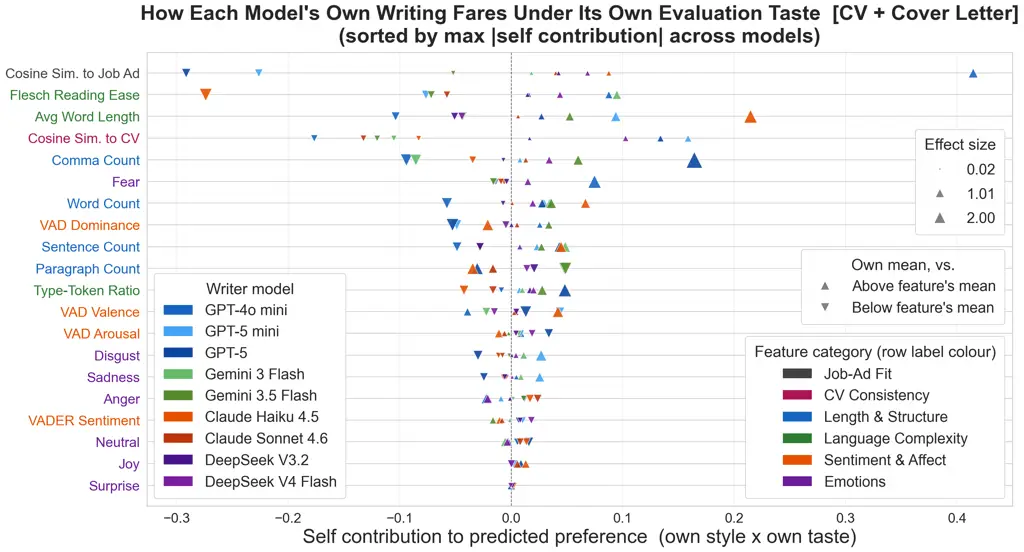 How Each Model's Own Writing Fares Under Its Own Evaluation Taste [CV + Cover Letter]
(sorted by max |self contribution| across models)
Cosine Sim. to Job Ad
Flesch Reading Ease
Avg Word Length
Cosine Sim. to CV
Comma Count
Fear
Word Count
VAD Dominance
Sentence Count
Paragraph Count
Type-Token Ratio
VAD Valence
VAD Arousal
Disgust
Sadness
Anger
VADER Sentiment
Neutral
Joy
Surprise
Effect size
0.02
1.01
2.00
Own mean, vs.
Above feature's mean
Below feature's mean
Writer model
GPT-4o mini
GPT-5 mini
GPT-5
Gemini 3 Flash
Gemini 3.5 Flash
Claude Haiku 4.5
Claude Sonnet 4.6
DeepSeek V3.2
DeepSeek V4 Flash
Feature category (row label colour)
Job-Ad Fit
CV Consistency
Length & Structure
Language Complexity
Sentiment & Affect
Emotions
−0.3 −0.2 −0.1 0.0 0.1 0.2 0.3 0.4
Self contribution to predicted preference (own style x own taste)